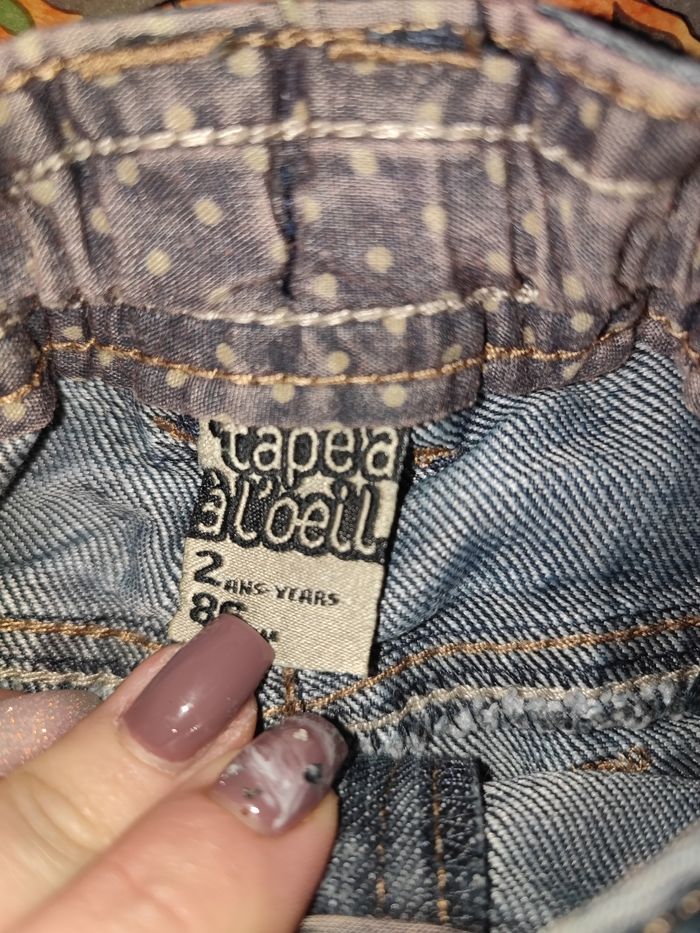 tape à
à l'oeil
2 ANS-YEARS